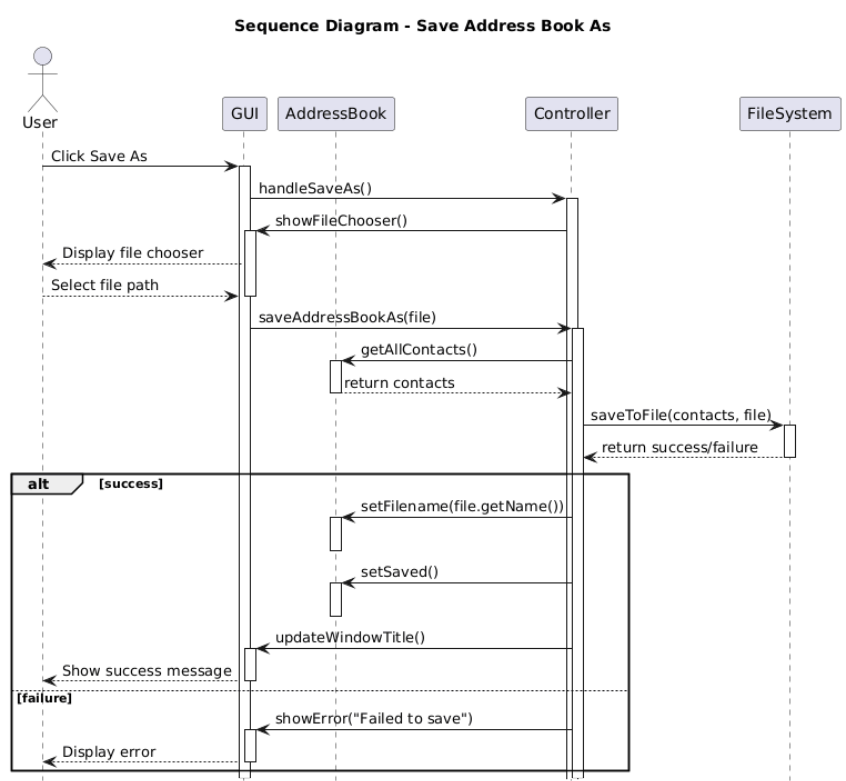 Sequence Diagram - Save Address Book As
User
GUI
AddressBook
Controller
FileSystem
Click Save As
handleSaveAs()
showFileChooser()
Display file chooser
Select file path
saveAddressBookAs(file)
getAllContacts()
return contacts
saveToFile(contacts, file)
return success/failure
alt [success]
setFilename(file.getName())
setSaved()
updateWindowTitle()
Show success message
[failure]
showError("Failed to save")
Display error